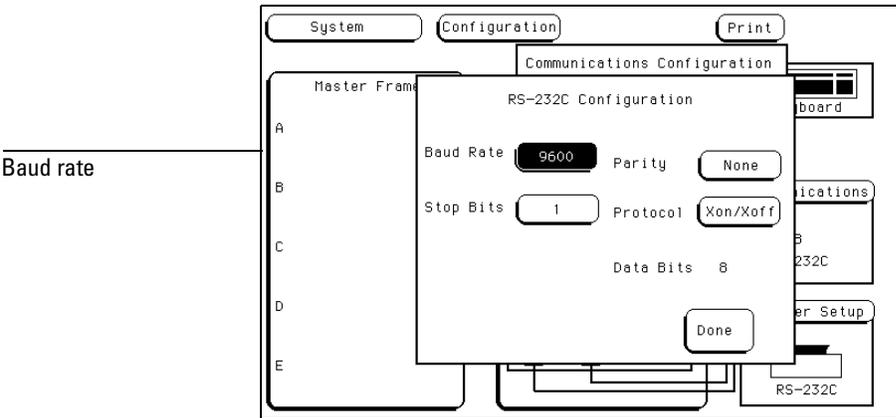 System Configuration Print
Communications Configuration
Master Frame
RS-232C Configuration
board
A
Baud rate
Baud Rate 9600 Parity None
B
ications
Stop Bits 1 Protocol Xon/Xoff
C
232C
Data Bits 8
D
er Setup
Done
E
RS-232C